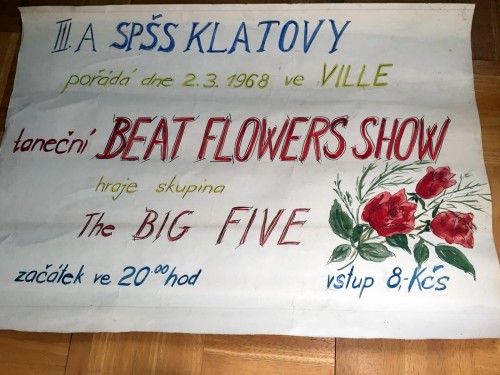 III. A SPŠS KLATOVY
pořádá dne 2.3.1968 ve VILLE
taneční BEAT FLOWERS SHOW
hraje skupina
The BIG FIVE
začátek ve 20.00 hod
vstup 8,-Kčs